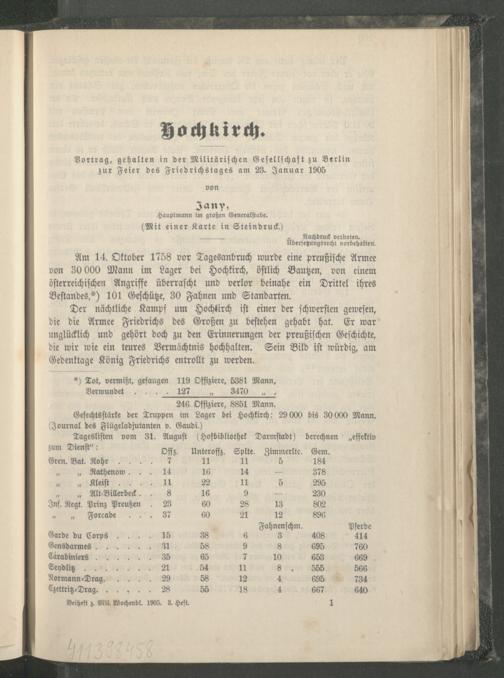 Hochkirch.
Vortrag, gehalten in der Militärischen Gesellschaft zu Berlin
zur Feier des Friedrichstages am 23. Januar 1905
von
Jany,
Hauptmann im großen Generalstabe.
(Mit einer Karte in Steindruck.)
Nachdruck verboten.
Übersetzungsrecht vorbehalten.
Am 14. Oktober 1758 vor Tagesanbruch wurde eine preußische Armee
von 30 000 Mann im Lager bei Hochkirch, östlich Bautzen, von einem
österreichischen Angriffe überrascht und verlor beinahe ein Drittel ihres
Bestandes,*) 101 Geschütze, 30 Fahnen und Standarten.
Der nächtliche Kampf um Hochkirch ist einer der schwersten gewesen,
die die Armee Friedrichs des Großen zu bestehen gehabt hat. Er war
unglücklich und gehört doch zu den Erinnerungen der preußischen Geschichte,
die wir wie ein teures Vermächtnis hochhalten. Sein Bild ist würdig, am
Gedenktage König Friedrichs entrollt zu werden.
*) Tot, vermißt, gefangen 119 Offiziere, 5381 Mann,
Verwundet . . . . 127 " 3470 " .
246 Offiziere, 8851 Mann.
Gefechtsstärke der Truppen im Lager bei Hochkirch: 29 000 bis 30 000 Mann.
(Journal des Flügeladjutanten v. Gaudi.)
Tageslisten vom 31. August (Hofbibliothek Darmstadt) berechnen „effektiv
zum Dienst":
Offz. Unteroffz. Splte. Zimmerlte. Gem.
Gren. Bat. Rohr . . . 7 11 11 5 184
" " Rathenow . . . 14 16 14 — 378
" " Kleist . . . 11 22 11 5 295
" " Alt-Billerbeck . . 8 16 9 — 230
Inf. Regt. Prinz Preußen . 23 60 28 13 802
" " Forcade . . . 37 60 21 12 896
Fahnenschm. Pferde
Garde du Corps . . . . 15 38 6 3 408 414
Gensdarmes . . . . . 31 58 9 8 695 760
Carabiniers . . . . . 35 65 7 10 653 669
Seydlitz . . . . . . 21 54 11 8 555 566
Normann-Drag. . . . . 29 58 12 4 695 734
Czettritz-Drag. . . . . 28 55 18 4 667 640
Beiheft z. Mil. Wochenbl. 1905. 3. Heft. 1
411393458